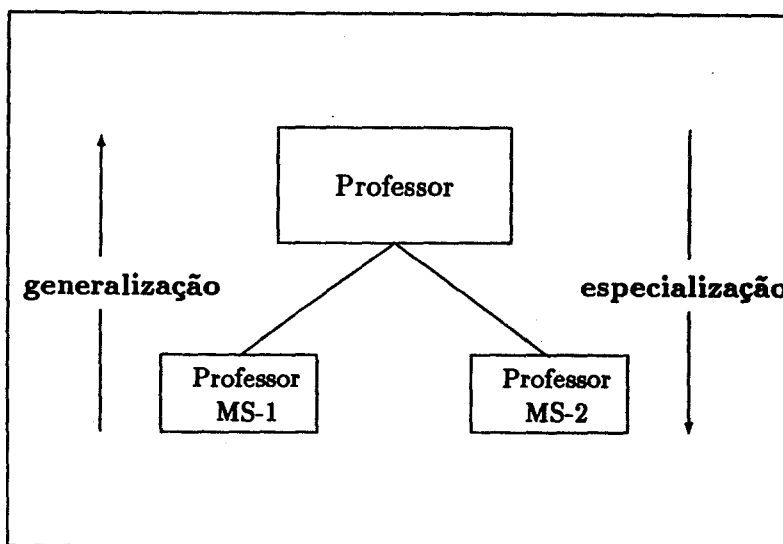 Professor
generalização
especialização
Professor
MS-1
Professor
MS-2